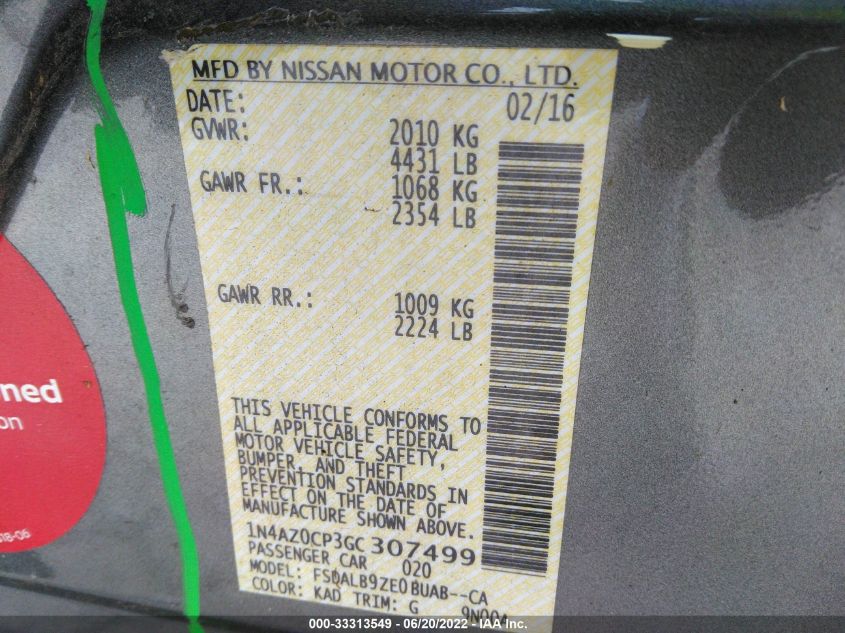 MFD BY NISSAN MOTOR CO., LTD.
DATE: 02/16
GVWR: 2010 KG
4431 LB
GAWR FR.: 1068 KG
2354 LB
GAWR RR.: 1009 KG
2224 LB
THIS VEHICLE CONFORMS TO
ALL APPLICABLE FEDERAL
MOTOR VEHICLE SAFETY,
BUMPER, AND THEFT
PREVENTION STANDARDS IN
EFFECT ON THE DATE OF
MANUFACTURE SHOWN ABOVE.
1N4AZ0CP3GC307499
PASSENGER CAR 020
MODEL: FSDALB9ZE0BUAB--CA
COLOR: KAD TRIM: G
ned
on
18-06
000-33313549 - 06/20/2022 - IAA Inc.